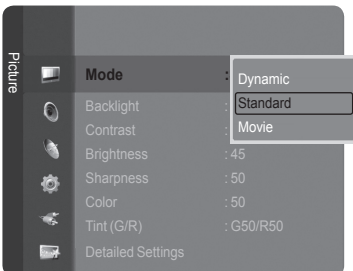 Picture
Mode : Dynamic
Backlight : Standard
Contrast : Movie
Brightness : 45
Sharpness : 50
Color : 50
Tint (G/R) : G50/R50
Detailed Settings